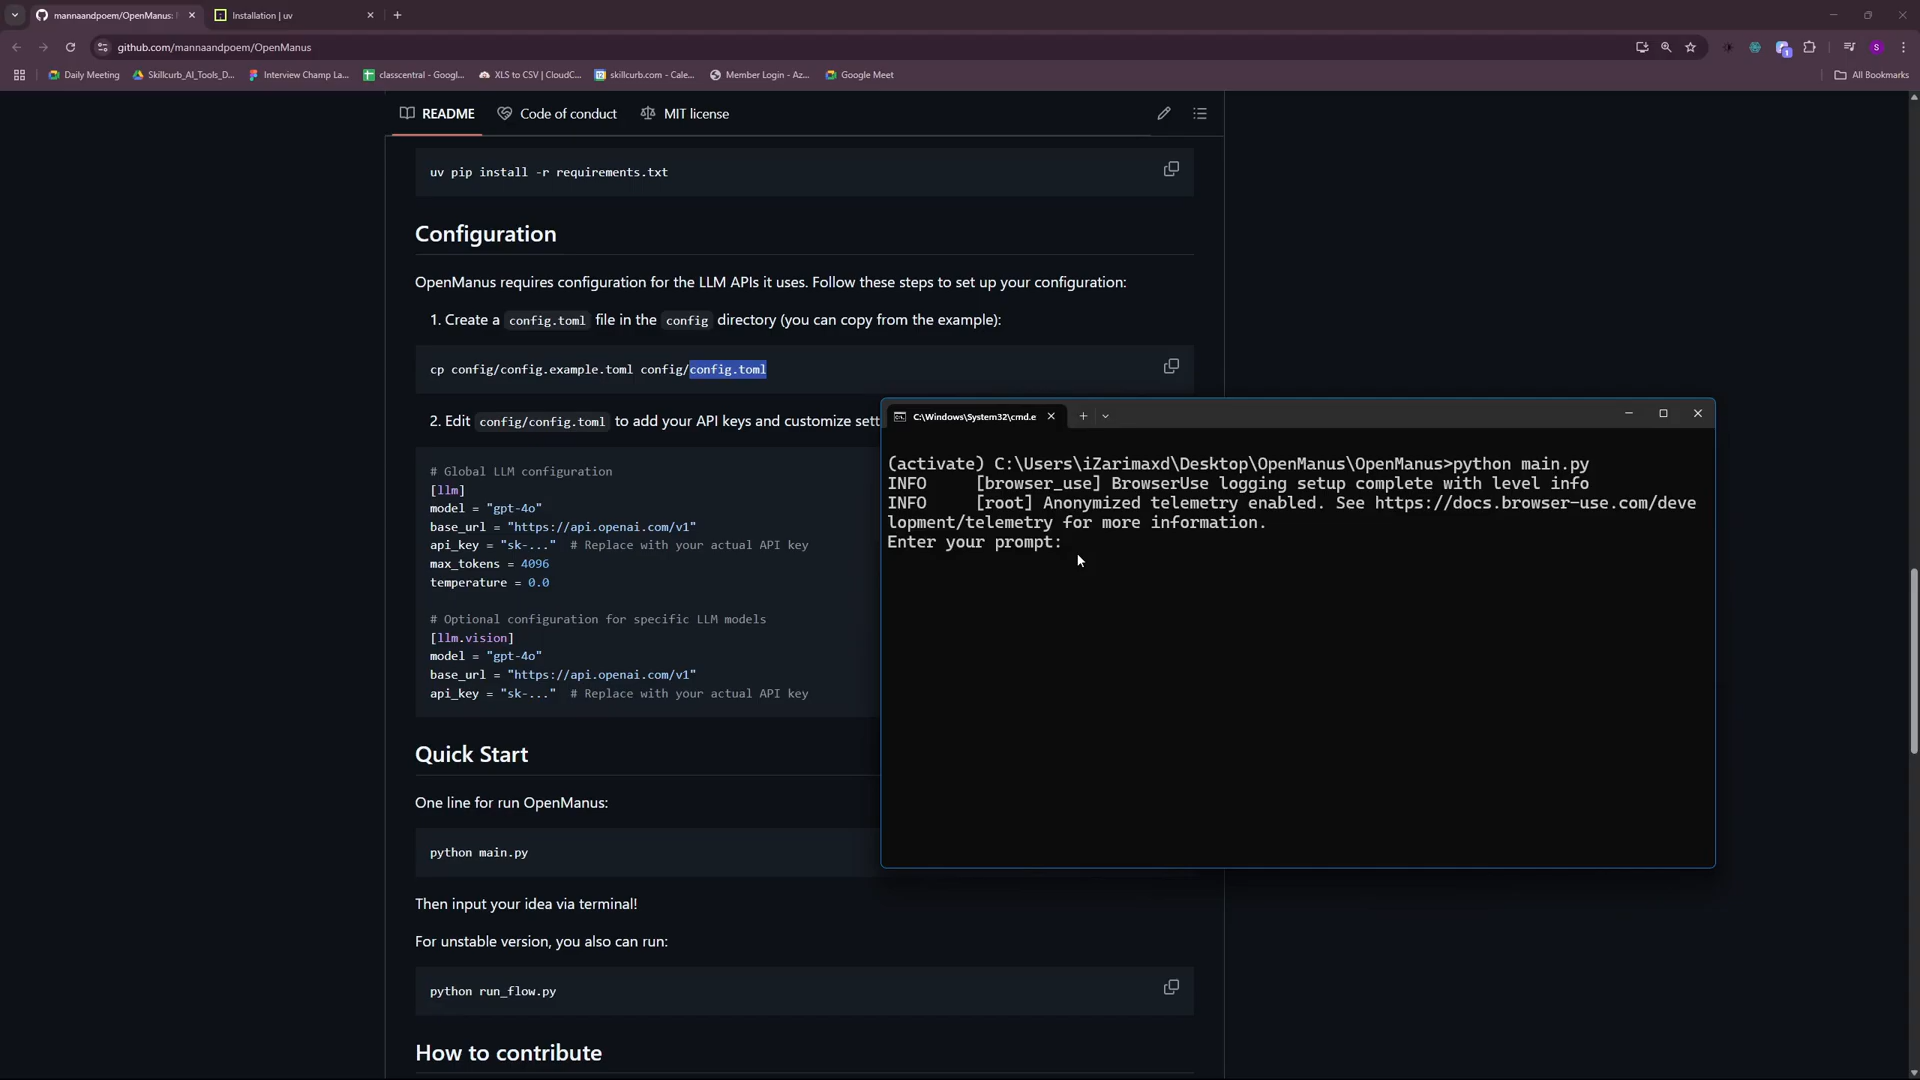 mannaandpoem/OpenManus:
Installation | uv
github.com/mannaandpoem/OpenManus
Daily Meeting
Skillcurb_AI_Tools_D...
Interview Champ La...
classcentral - Googl...
XLS to CSV | CloudC...
skillcurb.com - Cale...
Member Login - Az...
Google Meet
All Bookmarks
README
Code of conduct
MIT license
uv pip install -r requirements.txt
Configuration
OpenManus requires configuration for the LLM APIs it uses. Follow these steps to set up your configuration:
1. Create a config.toml file in the config directory (you can copy from the example):
cp config/config.example.toml config/config.toml
2. Edit config/config.toml to add your API keys and customize sett
# Global LLM configuration
[llm]
model = "gpt-4o"
base_url = "https://api.openai.com/v1"
api_key = "sk-..."  # Replace with your actual API key
max_tokens = 4096
temperature = 0.0
# Optional configuration for specific LLM models
[llm.vision]
model = "gpt-4o"
base_url = "https://api.openai.com/v1"
api_key = "sk-..."  # Replace with your actual API key
Quick Start
One line for run OpenManus:
python main.py
Then input your idea via terminal!
For unstable version, you also can run:
python run_flow.py
How to contribute
C:\Windows\System32\cmd.e
(activate) C:\Users\iZarimaxd\Desktop\OpenManus\OpenManus>python main.py
INFO     [browser_use] BrowserUse logging setup complete with level info
INFO     [root] Anonymized telemetry enabled. See https://docs.browser-use.com/deve
lopment/telemetry for more information.
Enter your prompt: